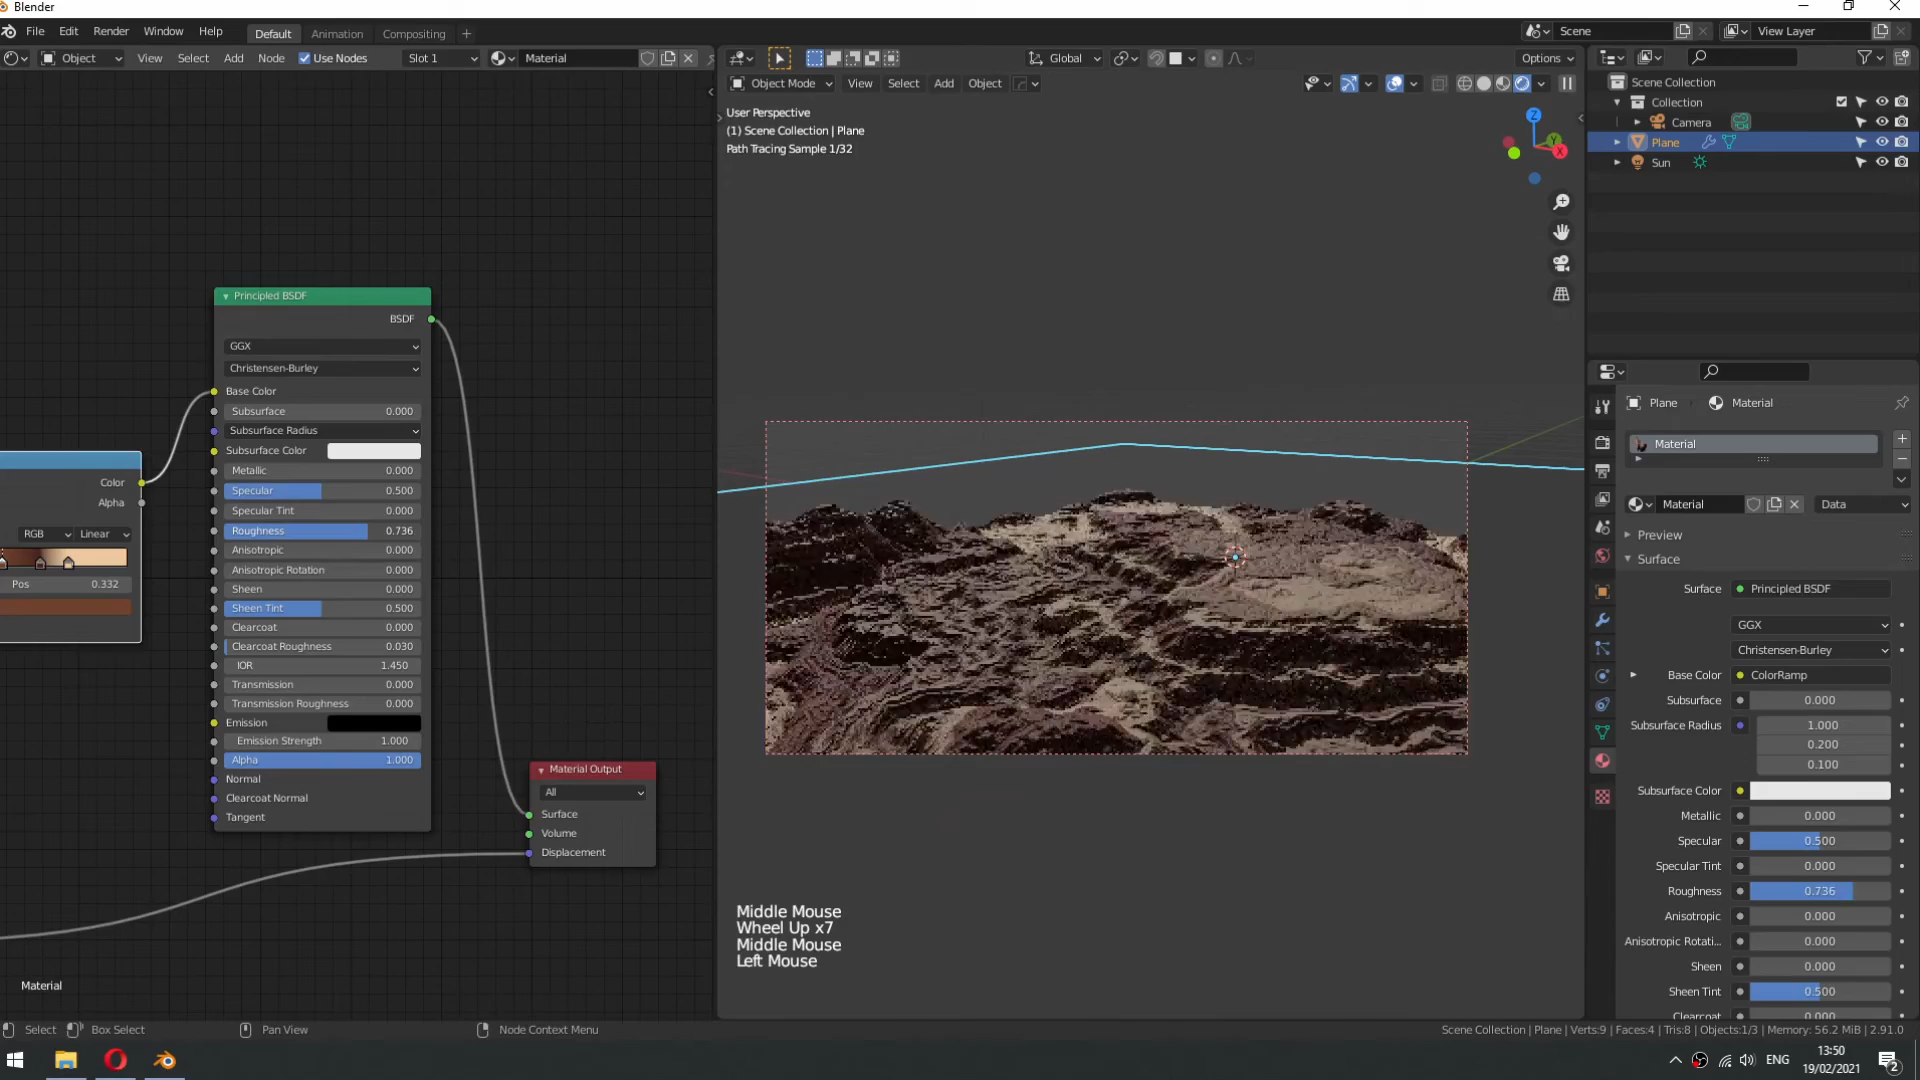 Blender
File Edit Render Window Help Default Animation Compositing + Scene View Layer
Object View Select Add Node Use Nodes Slot 1 Material
Global Options
Object Mode View Select Add Object
User Perspective
(1) Scene Collection | Plane
Path Tracing Sample 1/32
Z
Y
X
Scene Collection
Collection
Camera
Plane
Sun
Principled BSDF
BSDF
GGX
Christensen-Burley
Base Color
Subsurface 0.000
Subsurface Radius
Subsurface Color
Metallic 0.000
Specular 0.500
Specular Tint 0.000
Roughness 0.736
Anisotropic 0.000
Anisotropic Rotation 0.000
Sheen 0.000
Sheen Tint 0.500
Clearcoat 0.000
Clearcoat Roughness 0.030
IOR 1.450
Transmission 0.000
Transmission Roughness 0.000
Emission
Emission Strength 1.000
Alpha 1.000
Normal
Clearcoat Normal
Tangent
Color
Alpha
RGB Linear
Pos 0.332
Material Output
All
Surface
Volume
Displacement
Material
Middle Mouse
Wheel Up x7
Middle Mouse
Left Mouse
Plane Material
Material
Material Data
Preview
Surface
Surface Principled BSDF
GGX
Christensen-Burley
Base Color ColorRamp
Subsurface 0.000
Subsurface Radius 1.000
0.200
0.100
Subsurface Color
Metallic 0.000
Specular 0.500
Specular Tint 0.000
Roughness 0.736
Anisotropic 0.000
Anisotropic Rotati... 0.000
Sheen 0.000
Sheen Tint 0.500
Clearcoat 0.000
Select Box Select Pan View Node Context Menu Scene Collection | Plane | Verts:9 | Faces:4 | Tris:8 | Objects:1/3 | Memory: 56.2 MiB | 2.91.0
ENG 13:50
19/02/2021
2